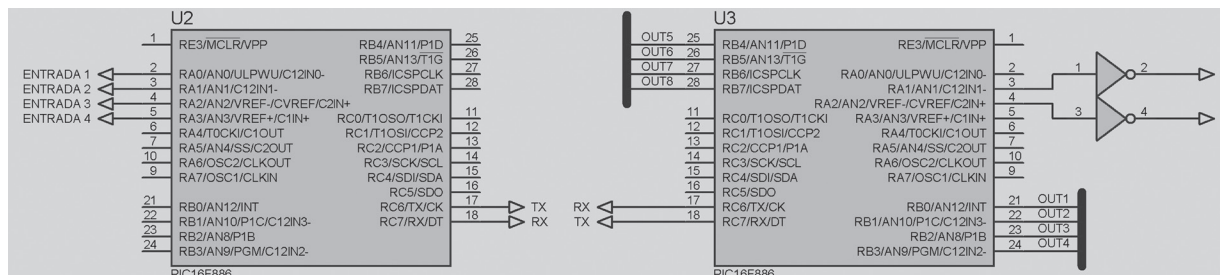 U2
1 RE3/MCLR/VPP RB4/AN11/P1D 25
RB5/AN13/T1G 26
ENTRADA 1 2 RA0/AN0/ULPWU/C12IN0- RB6/ICSPCLK 27
ENTRADA 2 3 RA1/AN1/C12IN1- RB7/ICSPDAT 28
ENTRADA 3 4 RA2/AN2/VREF-/CVREF/C2IN+
ENTRADA 4 5 RA3/AN3/VREF+/C1IN+ RC0/T1OSO/T1CKI 11
6 RA4/T0CKI/C1OUT RC1/T1OSI/CCP2 12
7 RA5/AN4/SS/C2OUT RC2/CCP1/P1A 13
10 RA6/OSC2/CLKOUT RC3/SCK/SCL 14
9 RA7/OSC1/CLKIN RC4/SDI/SDA 15
RC5/SDO 16
21 RB0/AN12/INT RC6/TX/CK 17 TX
22 RB1/AN10/P1C/C12IN3- RC7/RX/DT 18 RX
23 RB2/AN8/P1B
24 RB3/AN9/PGM/C12IN2-
PIC16F886
U3
OUT5 25 RB4/AN11/P1D RE3/MCLR/VPP 1
OUT6 26 RB5/AN13/T1G
OUT7 27 RB6/ICSPCLK RA0/AN0/ULPWU/C12IN0- 2
OUT8 28 RB7/ICSPDAT RA1/AN1/C12IN1- 3 1 2
RA2/AN2/VREF-/CVREF/C2IN+ 4
11 RC0/T1OSO/T1CKI RA3/AN3/VREF+/C1IN+ 5 3 4
12 RC1/T1OSI/CCP2 RA4/T0CKI/C1OUT 6
13 RC2/CCP1/P1A RA5/AN4/SS/C2OUT 7
14 RC3/SCK/SCL RA6/OSC2/CLKOUT 10
15 RC4/SDI/SDA RA7/OSC1/CLKIN 9
16 RC5/SDO
RX 17 RC6/TX/CK RB0/AN12/INT 21 OUT1
TX 18 RC7/RX/DT RB1/AN10/P1C/C12IN3- 22 OUT2
RB2/AN8/P1B 23 OUT3
RB3/AN9/PGM/C12IN2- 24 OUT4
PIC16F886